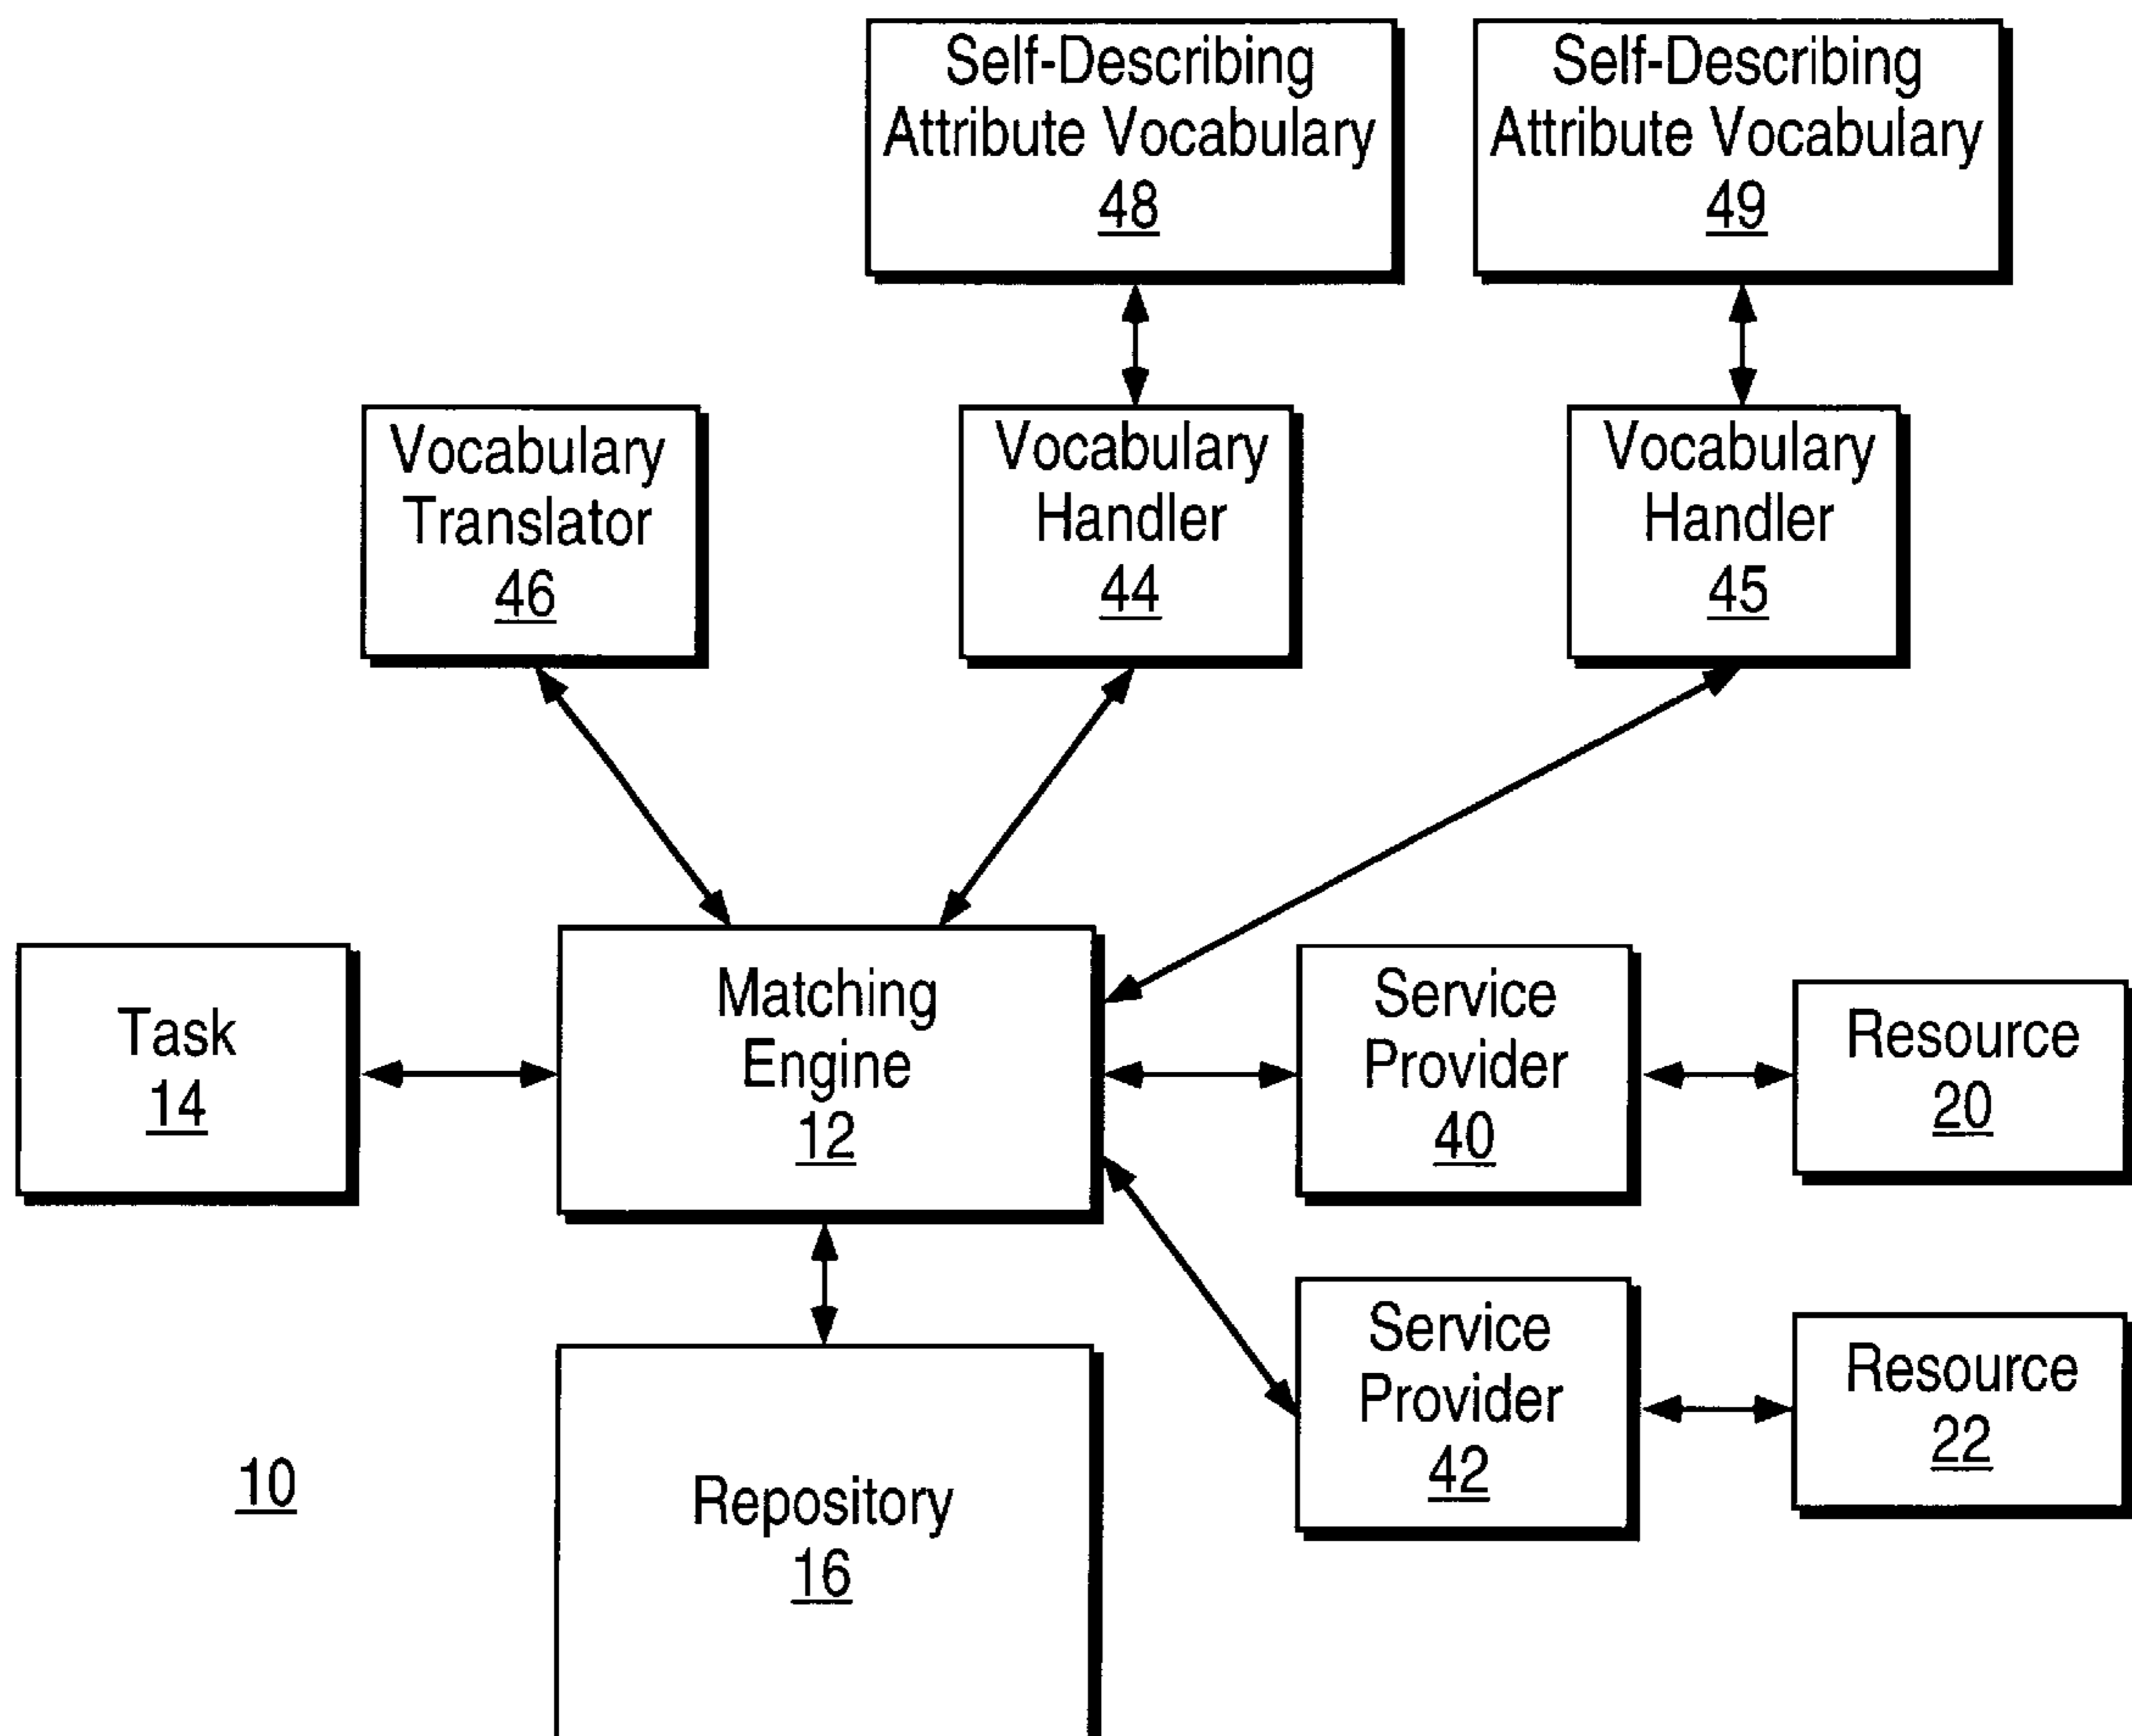 Self-Describing
Attribute Vocabulary
48
Self-Describing
Attribute Vocabulary
49
Vocabulary
Translator
46
Vocabulary
Handler
44
Vocabulary
Handler
45
Task
14
Matching
Engine
12
Service
Provider
40
Resource
20
Service
Provider
42
Resource
22
10
Repository
16